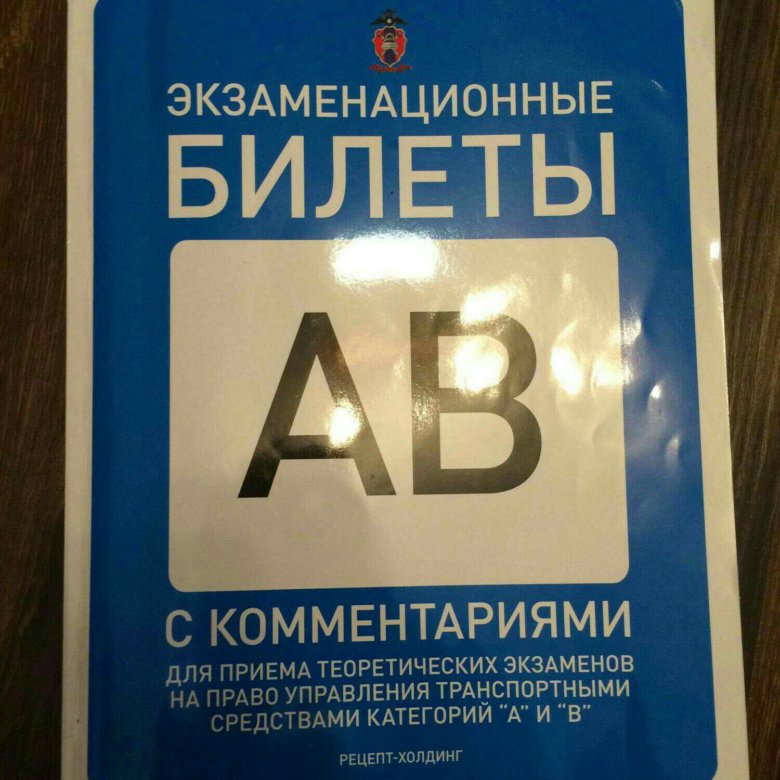 ЭКЗАМЕНАЦИОННЫЕ
БИЛЕТЫ
АВ
С КОММЕНТАРИЯМИ
ДЛЯ ПРИЕМА ТЕОРЕТИЧЕСКИХ ЭКЗАМЕНОВ
НА ПРАВО УПРАВЛЕНИЯ ТРАНСПОРТНЫМИ
СРЕДСТВАМИ КАТЕГОРИЙ “А” И “В”
РЕЦЕПТ-ХОЛДИНГ